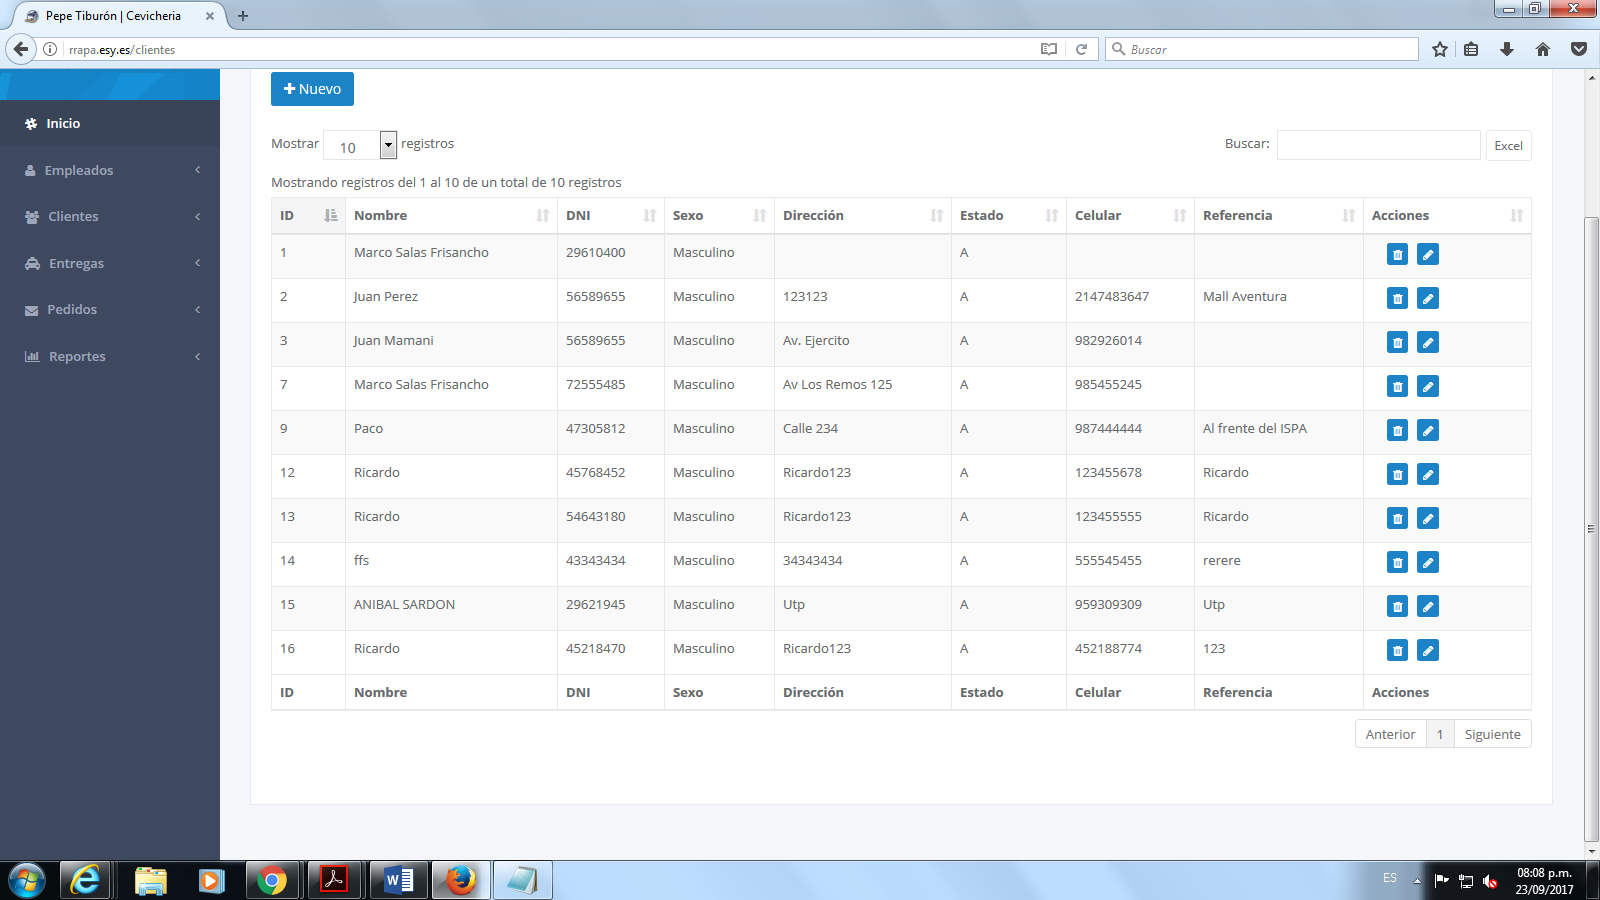 Pepe Tiburón | Cevicheria
rrapa.esy.es/clientes
Buscar
Nuevo
Inicio
Empleados
Clientes
Entregas
Pedidos
Reportes
Mostrar 10 registros
Buscar:
Excel
Mostrando registros del 1 al 10 de un total de 10 registros
ID Nombre DNI Sexo Dirección Estado Celular Referencia Acciones
1 Marco Salas Frisancho 29610400 Masculino A
2 Juan Perez 56589655 Masculino 123123 A 2147483647 Mall Aventura
3 Juan Mamani 56589655 Masculino Av. Ejercito A 982926014
7 Marco Salas Frisancho 72555485 Masculino Av Los Remos 125 A 985455245
9 Paco 47305812 Masculino Calle 234 A 987444444 Al frente del ISPA
12 Ricardo 45768452 Masculino Ricardo123 A 123455678 Ricardo
13 Ricardo 54643180 Masculino Ricardo123 A 123455555 Ricardo
14 ffs 43343434 Masculino 34343434 A 555545455 rerere
15 ANIBAL SARDON 29621945 Masculino Utp A 959309309 Utp
16 Ricardo 45218470 Masculino Ricardo123 A 452188774 123
ID Nombre DNI Sexo Dirección Estado Celular Referencia Acciones
Anterior 1 Siguiente
ES
08:08 p.m.
23/09/2017